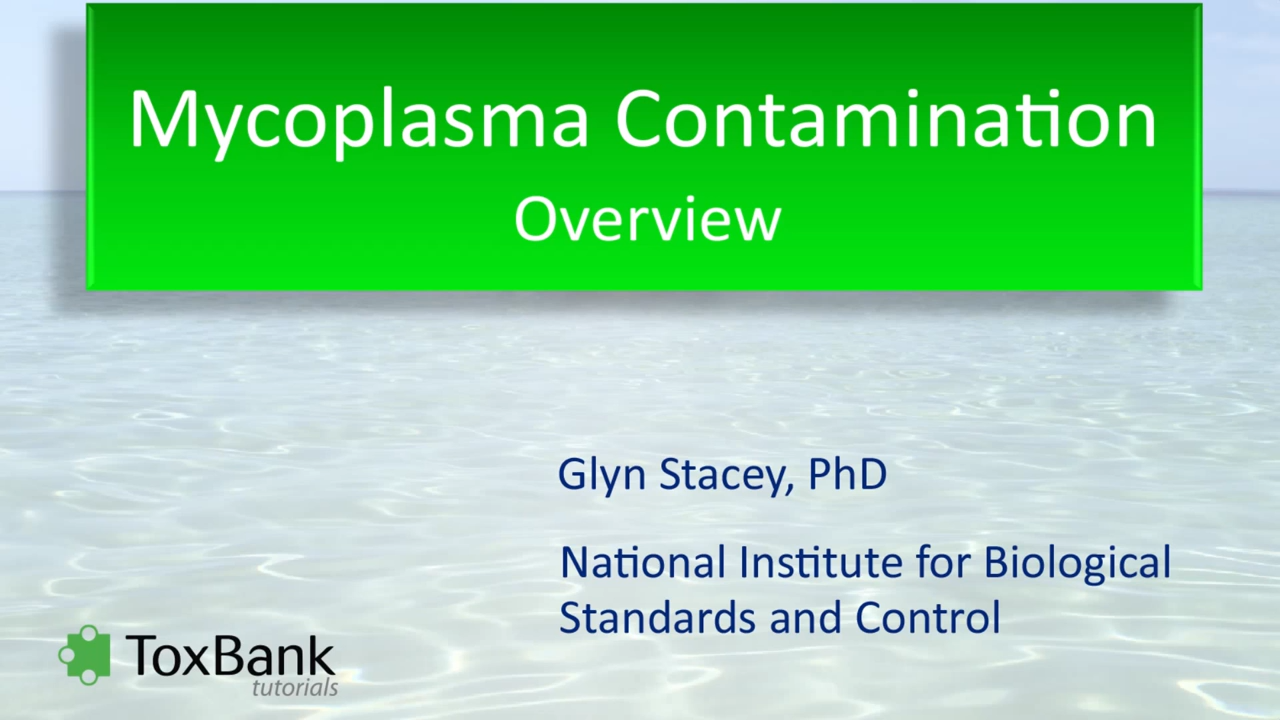 Mycoplasma Contamination
Overview
Glyn Stacey, PhD
National Institute for Biological
Standards and Control
ToxBank
tutorials